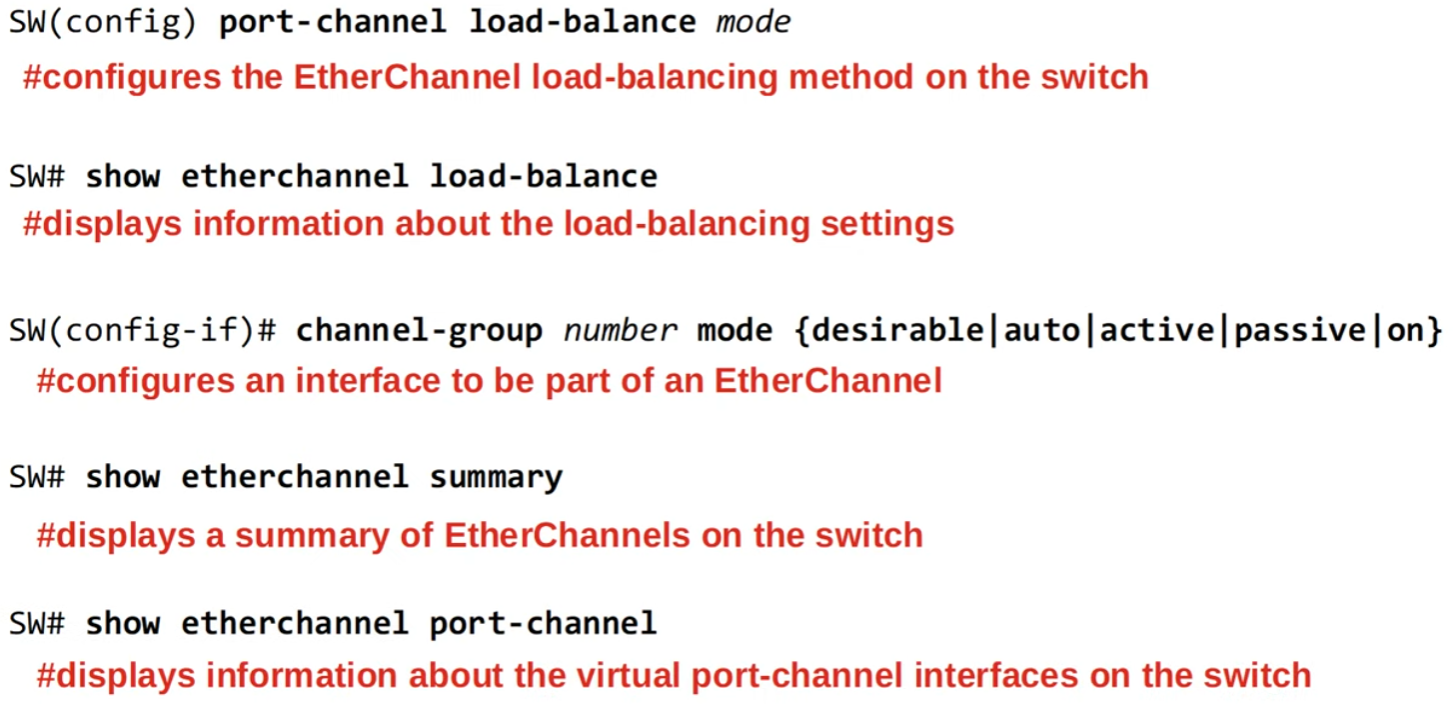 SW(config) port-channel load-balance mode
#configures the EtherChannel load-balancing method on the switch
SW# show etherchannel load-balance
#displays information about the load-balancing settings
SW(config-if)# channel-group number mode {desirable|auto|active|passive|on}
#configures an interface to be part of an EtherChannel
SW# show etherchannel summary
#displays a summary of EtherChannels on the switch
SW# show etherchannel port-channel
#displays information about the virtual port-channel interfaces on the switch